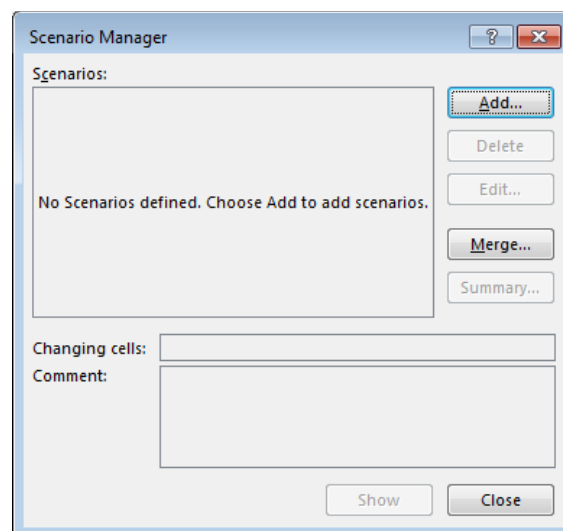 Scenario Manager
?
Scenarios:
Add...
Delete
No Scenarios defined. Choose Add to add scenarios.
Edit...
Merge...
Summary...
Changing cells:
Comment:
Show
Close